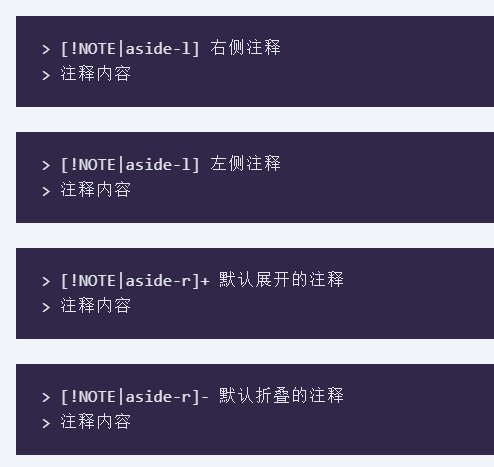 > [!NOTE|aside-l] 右侧注释
> 注释内容
> [!NOTE|aside-l] 左侧注释
> 注释内容
> [!NOTE|aside-r]+ 默认展开的注释
> 注释内容
> [!NOTE|aside-r]- 默认折叠的注释
> 注释内容